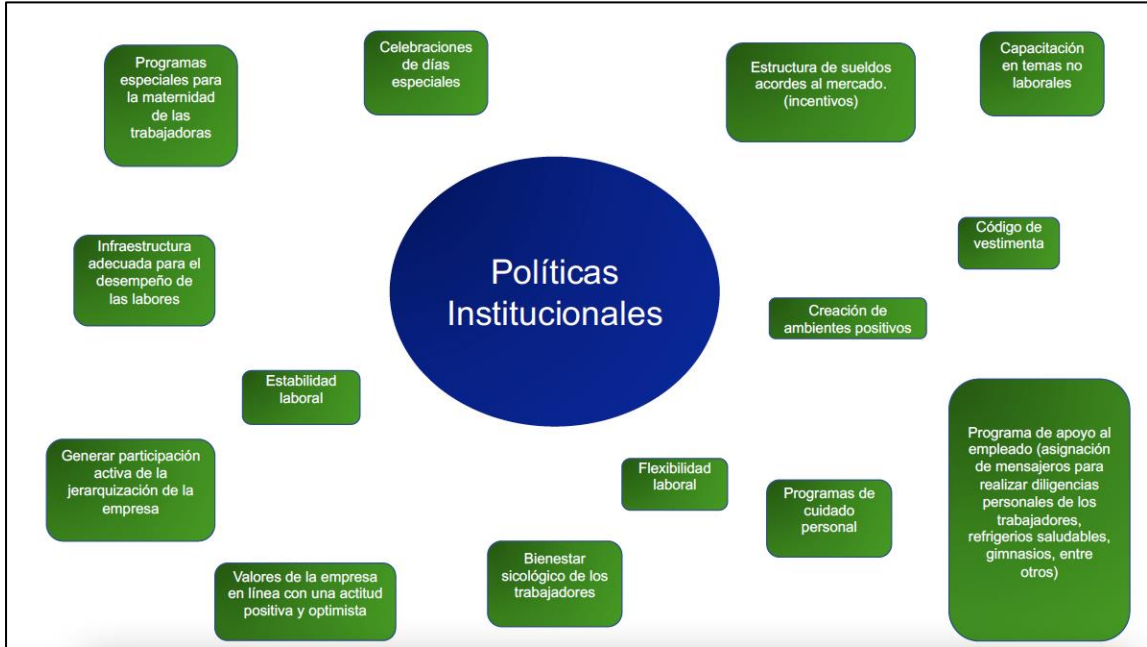 Programas
especiales para
la maternidad
de las
trabajadoras
Celebraciones
de días
especiales
Estructura de sueldos
acordes al mercado.
(incentivos)
Capacitación
en temas no
laborales
Infraestructura
adecuada para el
desempeño de
las labores
Políticas
Institucionales
Código de
vestimenta
Creación de
ambientes positivos
Estabilidad
laboral
Generar participación
activa de la
jerarquización de la
empresa
Flexibilidad
laboral
Programas de
cuidado
personal
Programa de apoyo al
empleado (asignación
de mensajeros para
realizar diligencias
personales de los
trabajadores,
refrigerios saludables,
gimnasios, entre
otros)
Valores de la empresa
en línea con una actitud
positiva y optimista
Bienestar
sicológico de los
trabajadores